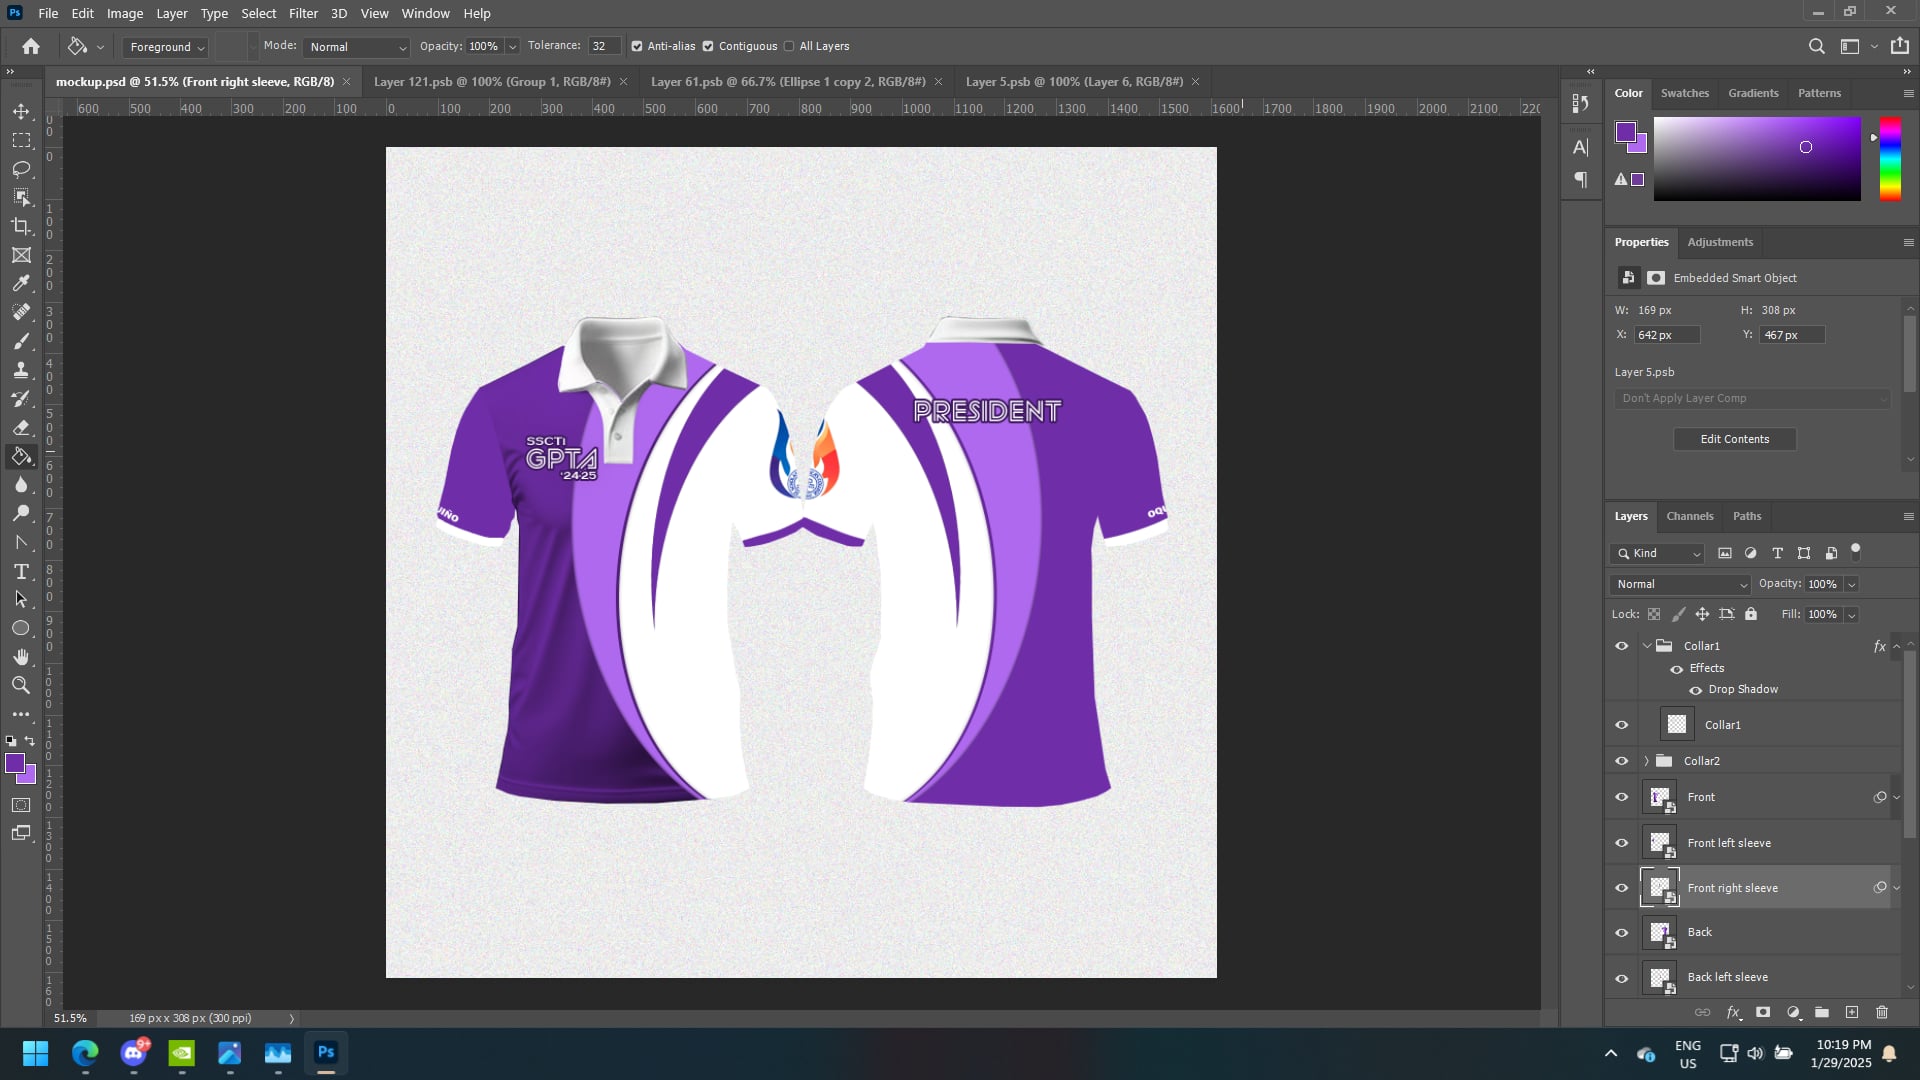 Ps File Edit Image Layer Type Select Filter 3D View Window Help
Foreground Mode: Normal Opacity: 100% Tolerance: 32 Anti-alias Contiguous All Layers
mockup.psd @ 51.5% (Front right sleeve, RGB/8) Layer 121.psb @ 100% (Group 1, RGB/8#) Layer 61.psb @ 66.7% (Ellipse 1 copy 2, RGB/8#) Layer 5.psb @ 100% (Layer 6, RGB/8#)
600 500 400 300 200 100 0 100 200 300 400 500 600 700 800 900 1000 1100 1200 1300 1400 1500 1600 1700 1800 1900 2000 2100 220
Color Swatches Gradients Patterns
Properties Adjustments
Embedded Smart Object
W: 169 px H: 308 px
X: 642 px Y: 467 px
Layer 5.psb
Don't Apply Layer Comp
Edit Contents
PRESIDENT
SSCTi
GPTA
'24-25
UIÑO
OQU
Layers Channels Paths
Kind
Normal Opacity: 100%
Lock: Fill: 100%
Collar1 fx
Effects
Drop Shadow
Collar1
Collar2
Front
Front left sleeve
Front right sleeve
Back
Back left sleeve
51.5% 169 px x 308 px (300 ppi)
9+
Ps
ENG
US
10:19 PM
1/29/2025